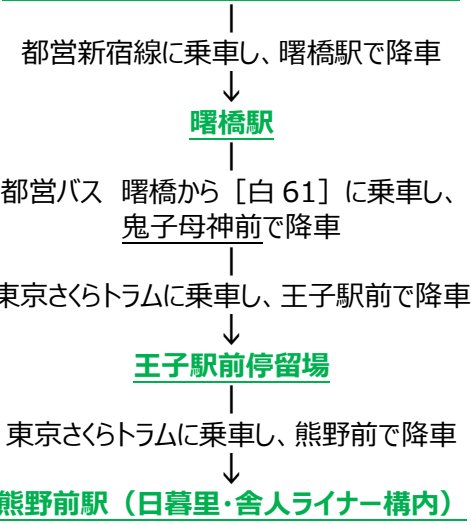 都営新宿線に乗車し、曙橋駅で降車
曙橋駅
都営バス 曙橋から［白 61］に乗車し、
鬼子母神前で降車
東京さくらトラムに乗車し、王子駅前で降車
王子駅前停留場
東京さくらトラムに乗車し、熊野前で降車
熊野前駅（日暮里・舎人ライナー構内）